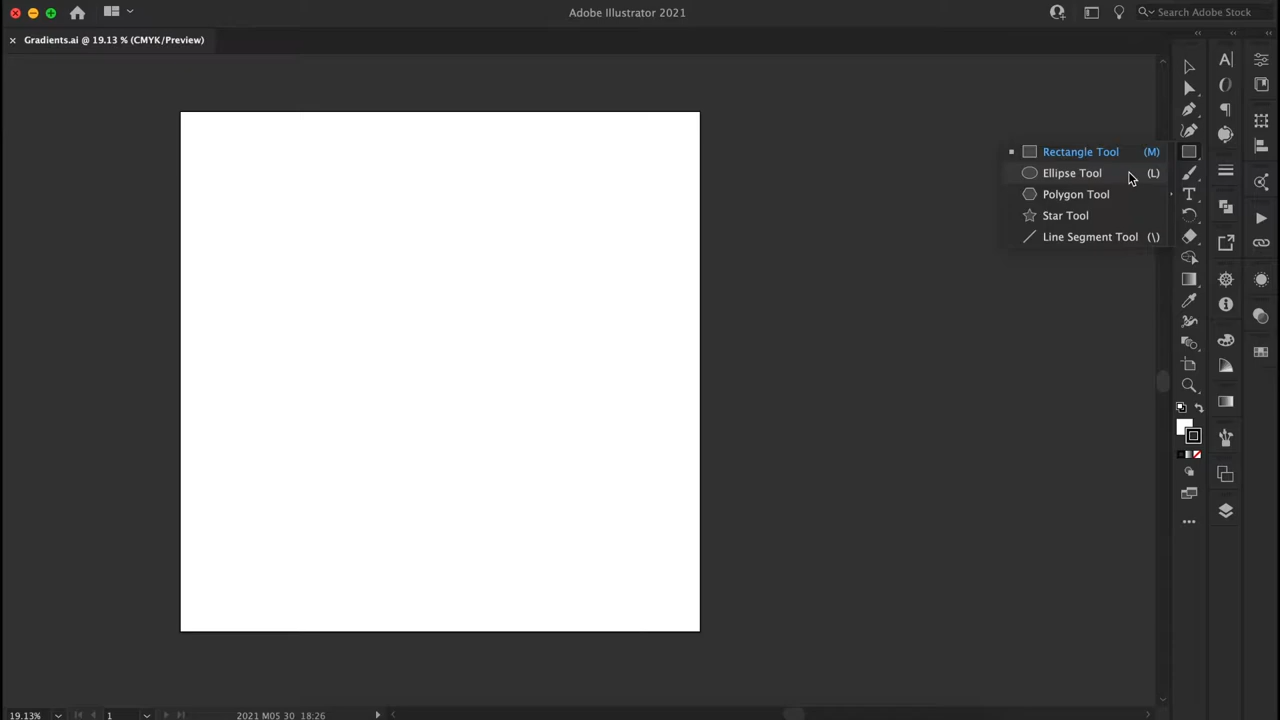 Adobe Illustrator 2021
Search Adobe Stock
× Gradients.ai @ 19.13 % (CMYK/Preview)
Rectangle Tool (M)
Ellipse Tool (L)
Polygon Tool
Star Tool
Line Segment Tool (\)
19.13% 1 2021 M05 30 18:26